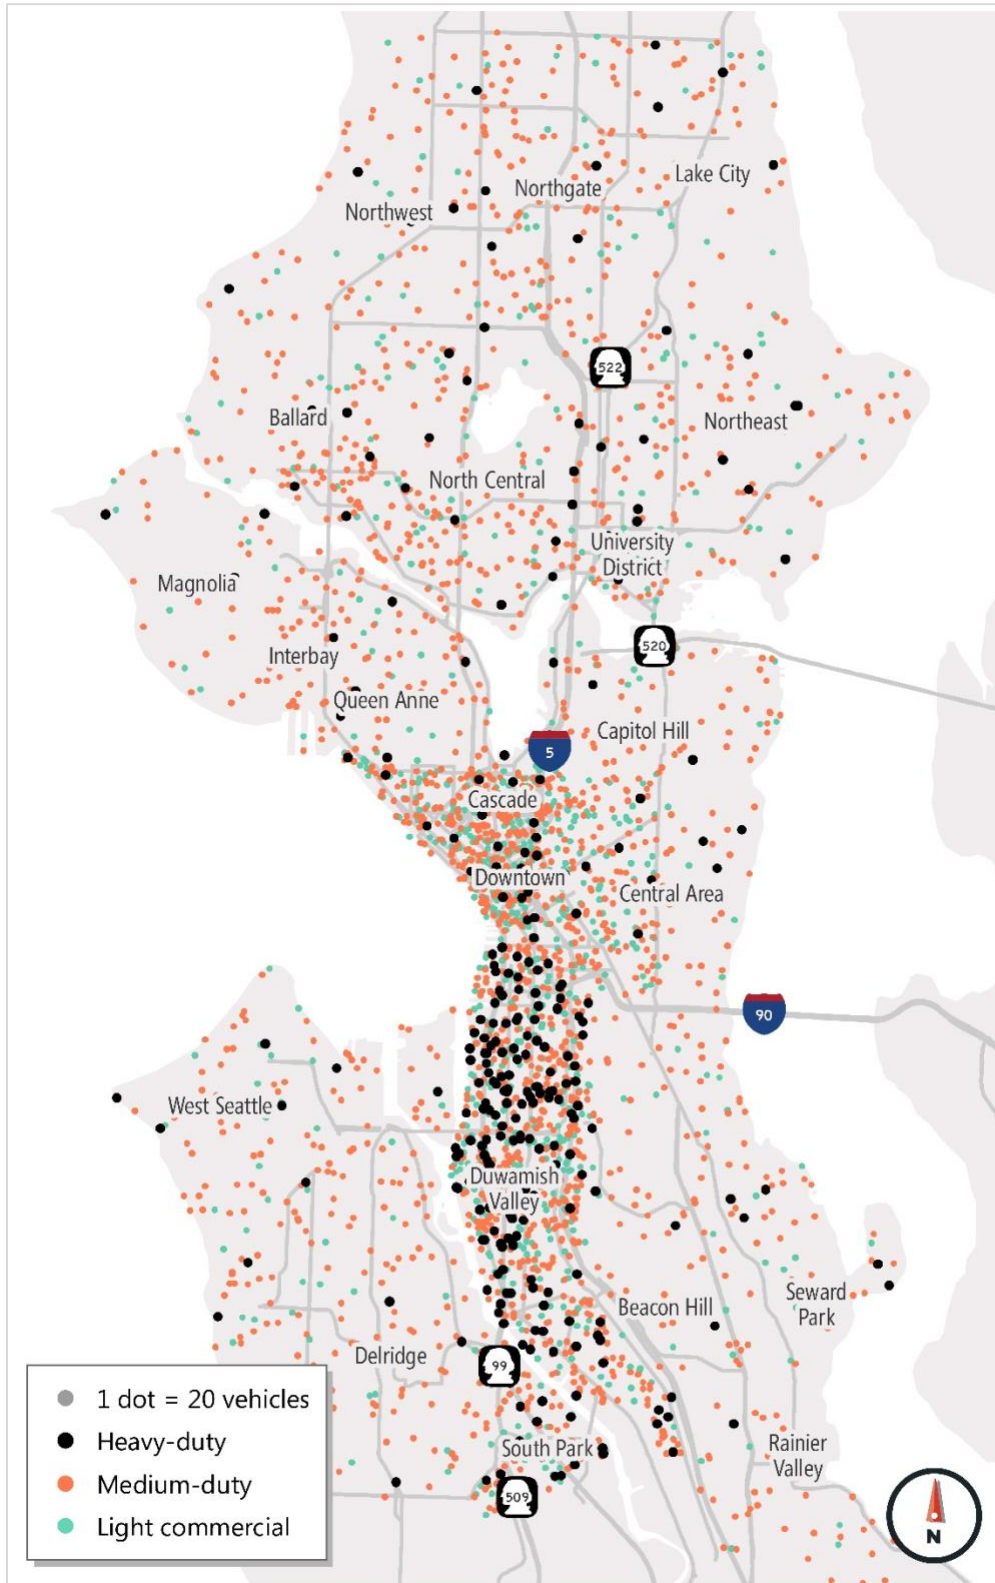 Lake City
Northgate
Northwest
522
Ballard
Northeast
North Central
University
District
Magnolia
520
Interbay
Queen Anne
Capitol Hill
5
Cascade
Downtown
Central Area
90
West Seattle
Duwamish
Valley
Seward
Park
Beacon Hill
Delridge
99
South Park
Rainier
Valley
509
1 dot = 20 vehicles
Heavy-duty
Medium-duty
Light commercial
N